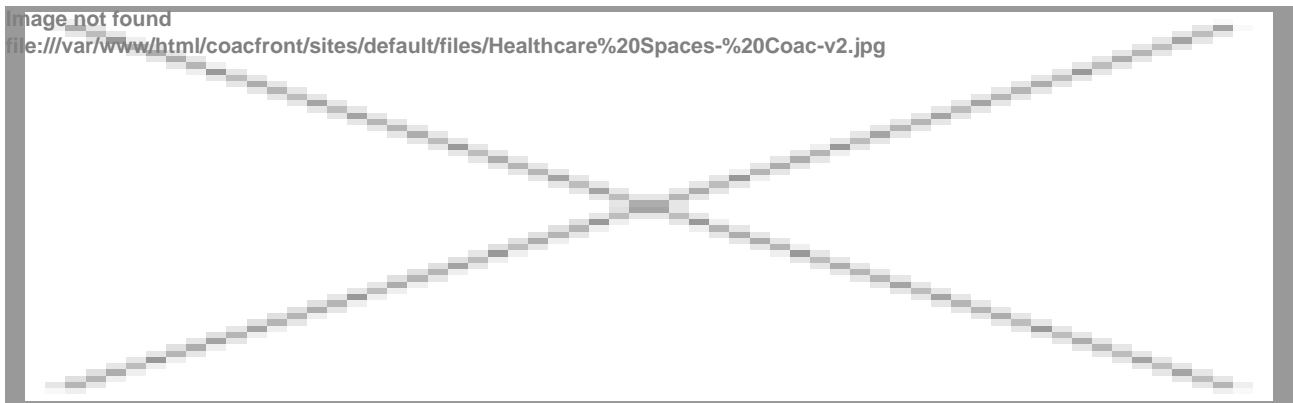 Image not found
file:///var/www/html/coacfront/sites/default/files/Healthcare%20Spaces-%20Coac-v2.jpg